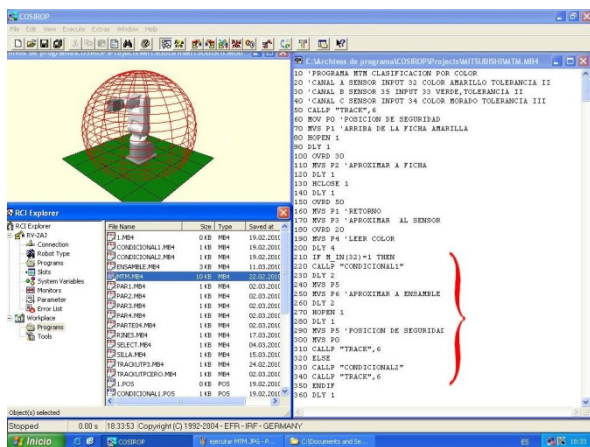 COSIROP
File Edit View Execute Extras Window Help
C:\Archivos de programa\COSIROP\Projects\MITSUBISHI\MTM.MB4
10 'PROGRAMA MTM CLASIFICACION POR COLOR
20 'CANAL A SENSOR INPUT 32 COLOR AMARILLO TOLERANCIA II
30 'CANAL B SENSOR 35 INPUT 33 VERDE,TOLERANCIA II
40 'CANAL C SENSOR INPUT 34 COLOR MORADO TOLERANCIA III
50 CALLP "TRACK",6
60 MOV P0 'POSICION DE SEGURIDAD
70 MVS P1 'ARRIBA DE LA FICHA AMARILLA
80 HOPEN 1
90 DLY 1
100 OVRD 30
110 MVS P2 'APROXIMAR A FICHA
120 DLY 1
130 HCLOSE 1
140 DLY 1
150 OVRD 50
160 MVS P1 'RETORNO
170 MVS P3 'APROXIMAR AL SENSOR
180 OVRD 20
190 MVS P4 'LEER COLOR
200 DLY 4
210 IF M_IN(32)=1 THEN
220 CALLP "CONDICIONAL1"
230 DLY 2
240 MVS P5
250 MVS P6 'APROXIMAR A ENSAMBLE
260 DLY 2
270 HOPEN 1
280 DLY 1
290 MVS P5 'POSICION DE SEGURIDAD
300 MVS P0
310 CALLP "TRACK",6
320 ELSE
330 CALLP "CONDICIONAL2"
340 CALLP "TRACK",6
350 ENDIF
360 DLY 1
RCI Explorer
RCI Explorer
RV-2AJ
Connection
Robot Type
Programs
Slots
System Variables
Monitors
Parameter
Error List
Workplace
Programs
Tools
File Name Size Type Saved at
1.MB4 0 KB MB4 19.02.2010
CONDICIONAL1.MB4 1 KB MB4 19.02.2010
CONDICIONAL2.MB4 1 KB MB4 19.02.2010
ENSAMBLE.MB4 3 KB MB4 11.03.2010
MTM.MB4 10 KB MB4 22.02.2010
PAR1.MB4 1 KB MB4 02.03.2010
PAR2.MB4 1 KB MB4 02.03.2010
PAR3.MB4 1 KB MB4 02.03.2010
PAR4.MB4 1 KB MB4 02.03.2010
PARTE04.MB4 1 KB MB4 02.03.2010
RINES.MB4 1 KB MB4 17.03.2010
SELECT.MB4 1 KB MB4 04.03.2010
SILLA.MB4 1 KB MB4 15.03.2010
TRACKUTP3.MB4 1 KB MB4 24.02.2010
TRACKUTPCERO.MB4 1 KB MB4 02.03.2010
1.POS 0 KB POS 19.02.2010
CONDICIONAL1.POS 1 KB POS 19.02.2010
Object(s) selected
Stopped 0.00 s 18:33:53 Copyright (C) 1992-2004 - EFR - IRF - GERMANY
Inicio COSIROP ejecutar MTM.JPG - P... C:\Documents and Se... ES 18:33